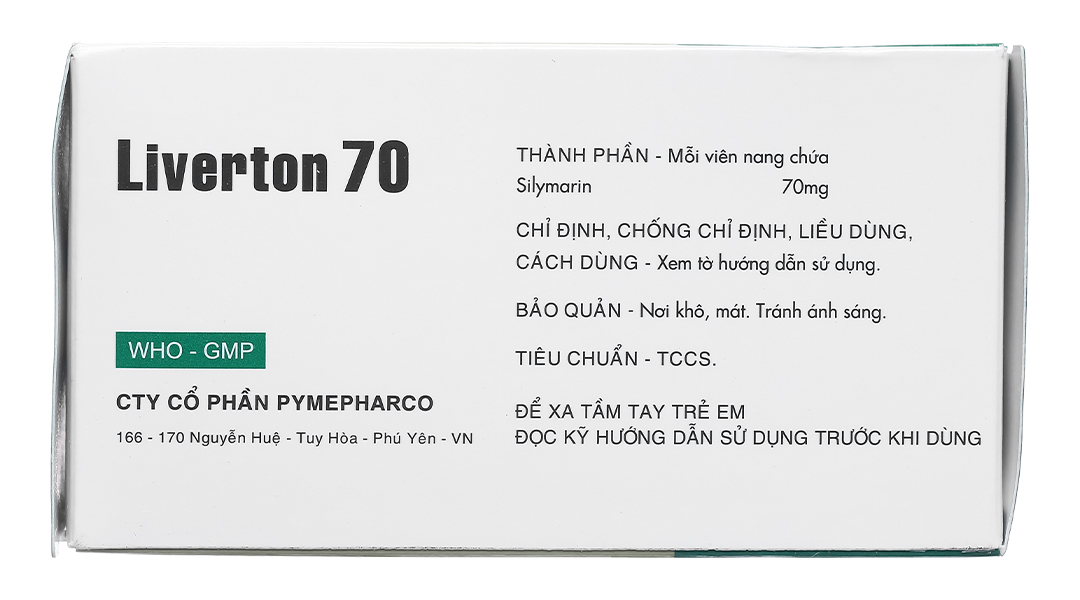 Liverton 70
WHO - GMP
CTY CỔ PHẦN PYMEPHARCO
166 - 170 Nguyễn Huệ - Tuy Hòa - Phú Yên - VN
THÀNH PHẦN - Mỗi viên nang chứa
Silymarin 70mg
CHỈ ĐỊNH, CHỐNG CHỈ ĐỊNH, LIỀU DÙNG,
CÁCH DÙNG - Xem tờ hướng dẫn sử dụng.
BẢO QUẢN - Nơi khô, mát. Tránh ánh sáng.
TIÊU CHUẨN - TCCS.
ĐỂ XA TẦM TAY TRẺ EM
ĐỌC KỸ HƯỚNG DẪN SỬ DỤNG TRƯỚC KHI DÙNG